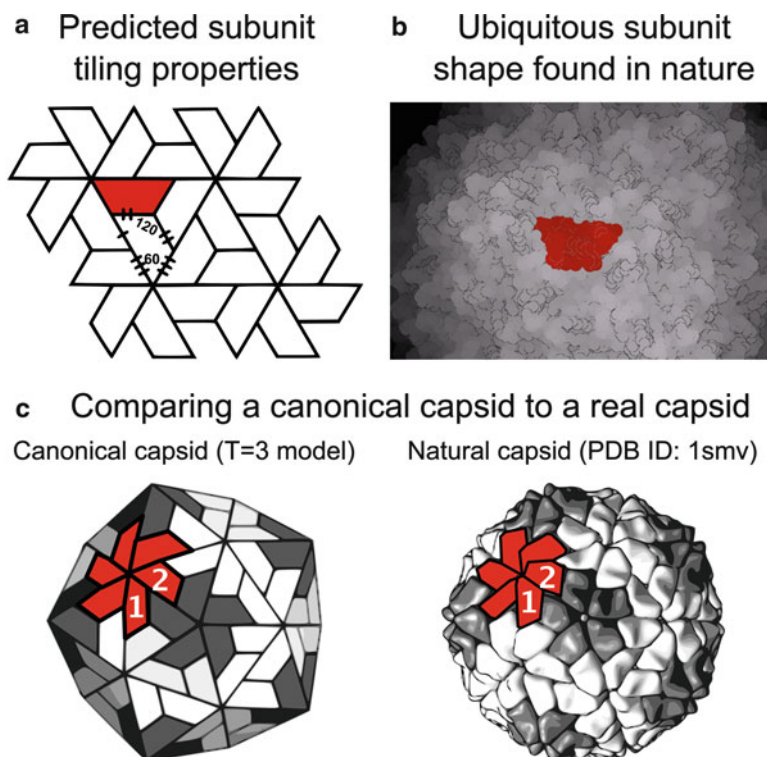 a Predicted subunit
tiling properties
120
60
b Ubiquitous subunit
shape found in nature
c Comparing a canonical capsid to a real capsid
Canonical capsid (T=3 model)
Natural capsid (PDB ID: 1smv)
2
1
2
1